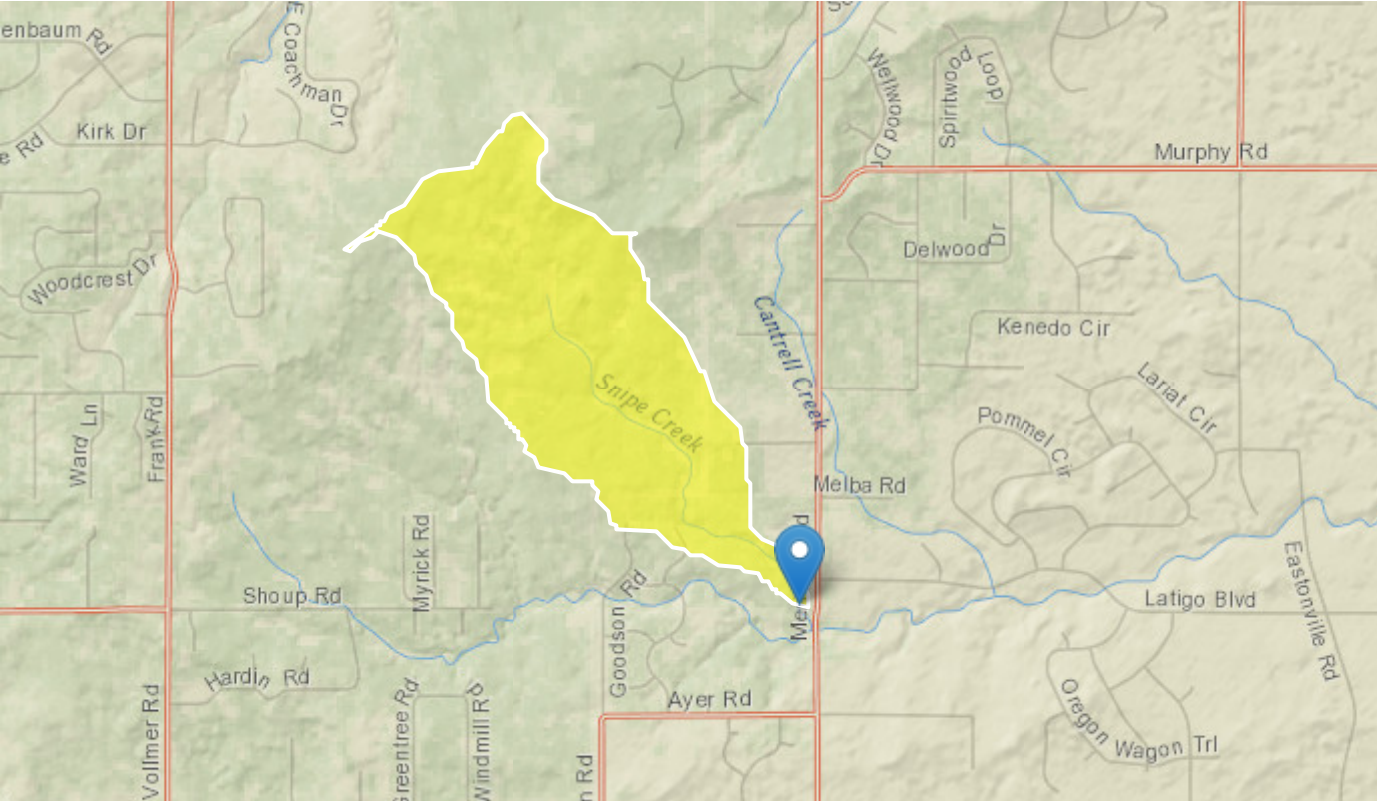 enbaum Rd
E Coachman Dr
Kirk Dr
e Rd
Woodcrest Dr
Wellwood Dr
Spiritwood Loop
Murphy Rd
Delwood Dr
Cantrell Creek
Kenedo Cir
Snipe Creek
Lariat Cir
Pommel Cir
Ward Ln
Frank Rd
Melba Rd
Myrick Rd
Shoup Rd
Goodson Rd
Me
Latigo Blvd
Eastonville Rd
Hardin Rd
Ayer Rd
Vollmer Rd
Greentree Rd
Windmill R
n Rd
Oregon Wagon Trl